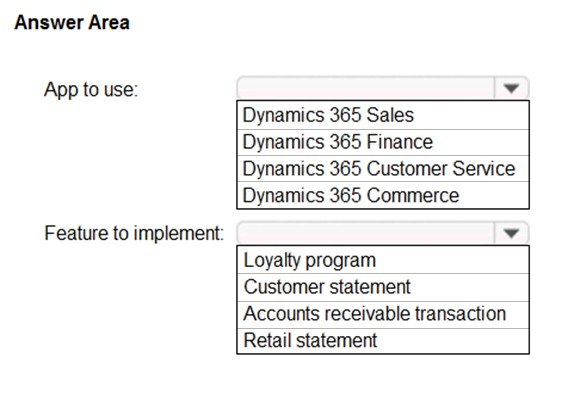 Answer Area
App to use:
Dynamics 365 Sales
Dynamics 365 Finance
Dynamics 365 Customer Service
Dynamics 365 Commerce
Feature to implement:
Loyalty program
Customer statement
Accounts receivable transaction
Retail statement